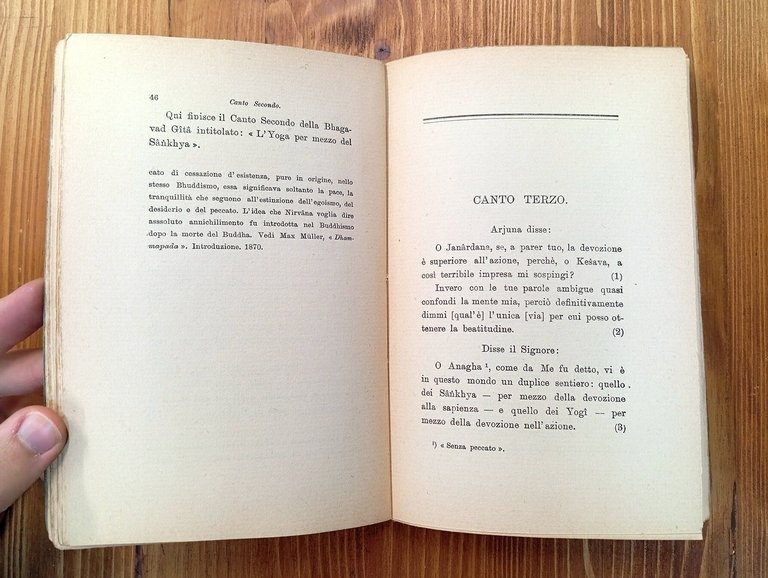 46
Canto Secondo.
Qui finisce il Canto Secondo della Bhaga-
vad Gîtâ intitolato: « L'Yoga per mezzo del
Sâṅkhya ».
cato di cessazione d'esistenza, pure in origine, nello
stesso Bhuddismo, essa significava soltanto la pace, la
tranquillità che seguono all'estinzione dell'egoismo, del
desiderio e del peccato. L'idea che Nirvâna voglia dire
asssoluto annichilimento fu introdotta nel Buddhismo
dopo la morte del Buddha. Vedi Max Müller, « Dham-
mapada ». Introduzione. 1870.
CANTO TERZO.
Arjuna disse:
O Janârdana, se, a parer tuo, la devozione
è superiore all'azione, perchè, o Keśava, a
così terribile impresa mi sospingi? (1)
Invero con le tue parole ambigue quasi
confondi la mente mia, perciò definitivamente
dimmi [qual'è] l'unica [via] per cui posso ot-
tenere la beatitudine. (2)
Disse il Signore:
O Anagha ¹, come da Me fu detto, vi è
in questo mondo un duplice sentiero: quello
dei Sâṅkhya — per mezzo della devozione
alla sapienza — e quello dei Yogî — per
mezzo della devozione nell'azione. (3)
¹) « Senza peccato ».